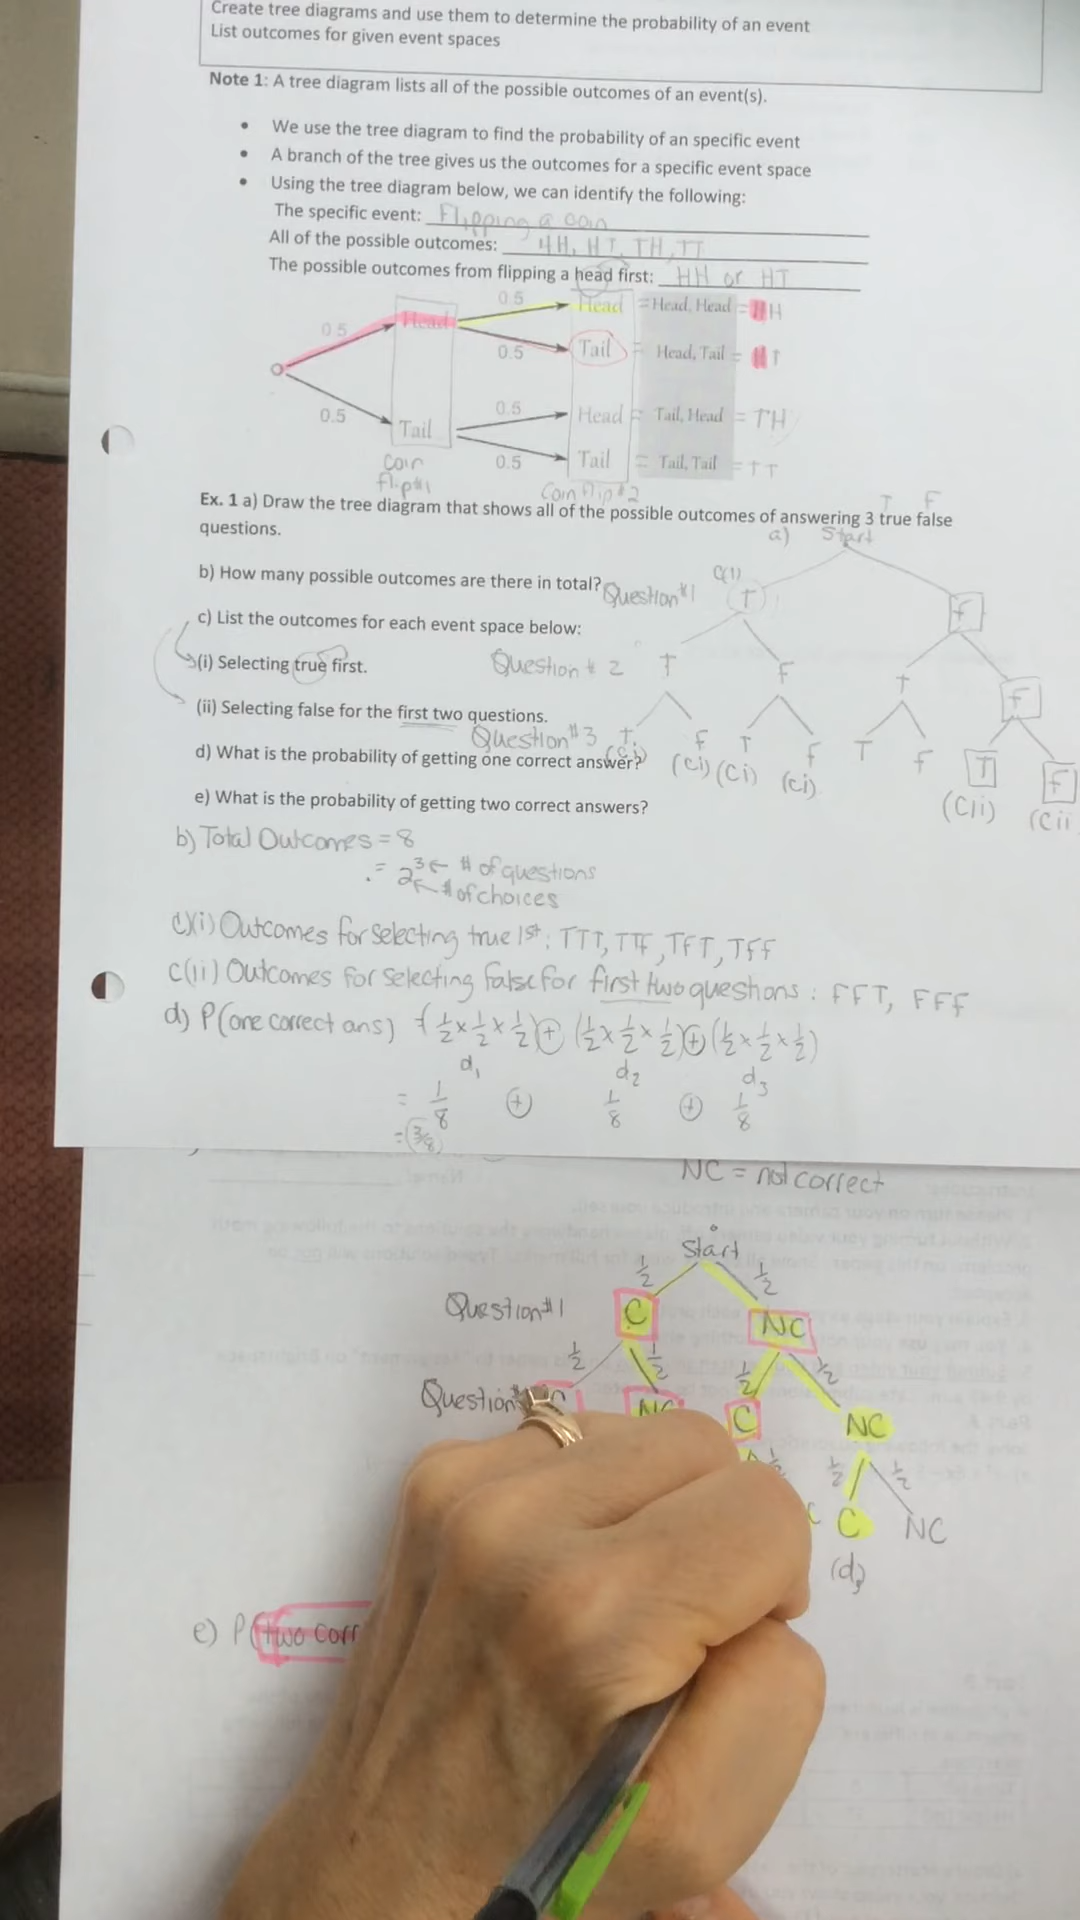 Create tree diagrams and use them to determine the probability of an event
List outcomes for given event spaces
Note 1: A tree diagram lists all of the possible outcomes of an event(s).
• We use the tree diagram to find the probability of an specific event
• A branch of the tree gives us the outcomes for a specific event space
• Using the tree diagram below, we can identify the following:
The specific event: Flipping a coin
All of the possible outcomes: HH, HT, TH, TT
The possible outcomes from flipping a head first: HH or HT
0.5 Head 0.5 Head = Head, Head = HH
0.5 Tail = Head, Tail = HT
0.5 Tail 0.5 Head = Tail, Head = TH
0.5 Tail = Tail, Tail = TT
Coin flip #1
Coin flip #2
T F
Ex. 1 a) Draw the tree diagram that shows all of the possible outcomes of answering 3 true false
questions.
a) Start
b) How many possible outcomes are there in total?
Question #1 C(i) T F
c) List the outcomes for each event space below:
(i) Selecting true first.
Question # 2 T F T F
(ii) Selecting false for the first two questions.
Question #3 T F T F T F T F
d) What is the probability of getting one correct answer?
(ci) (ci) (ci) (ci) (cii) (cii
e) What is the probability of getting two correct answers?
b) Total Outcomes = 8
= 2³ ← # of questions
← # of choices
c)(i) Outcomes for selecting true 1st: TTT, TTF, TFT, TFF
c(ii) Outcomes for selecting false for first two questions: FFT, FFF
d) P(one correct ans) = (½ × ½ × ½) + (½ × ½ × ½) + (½ × ½ × ½)
d₁ d₂ d₃
= 1/8 + 1/8 + 1/8
= 3/8
NC = not correct
Start
½ ½
Question #1 C NC
½ ½ ½ ½
Question NC C NC
½ ½ ½
C C NC
(d₃
e) P(two corr